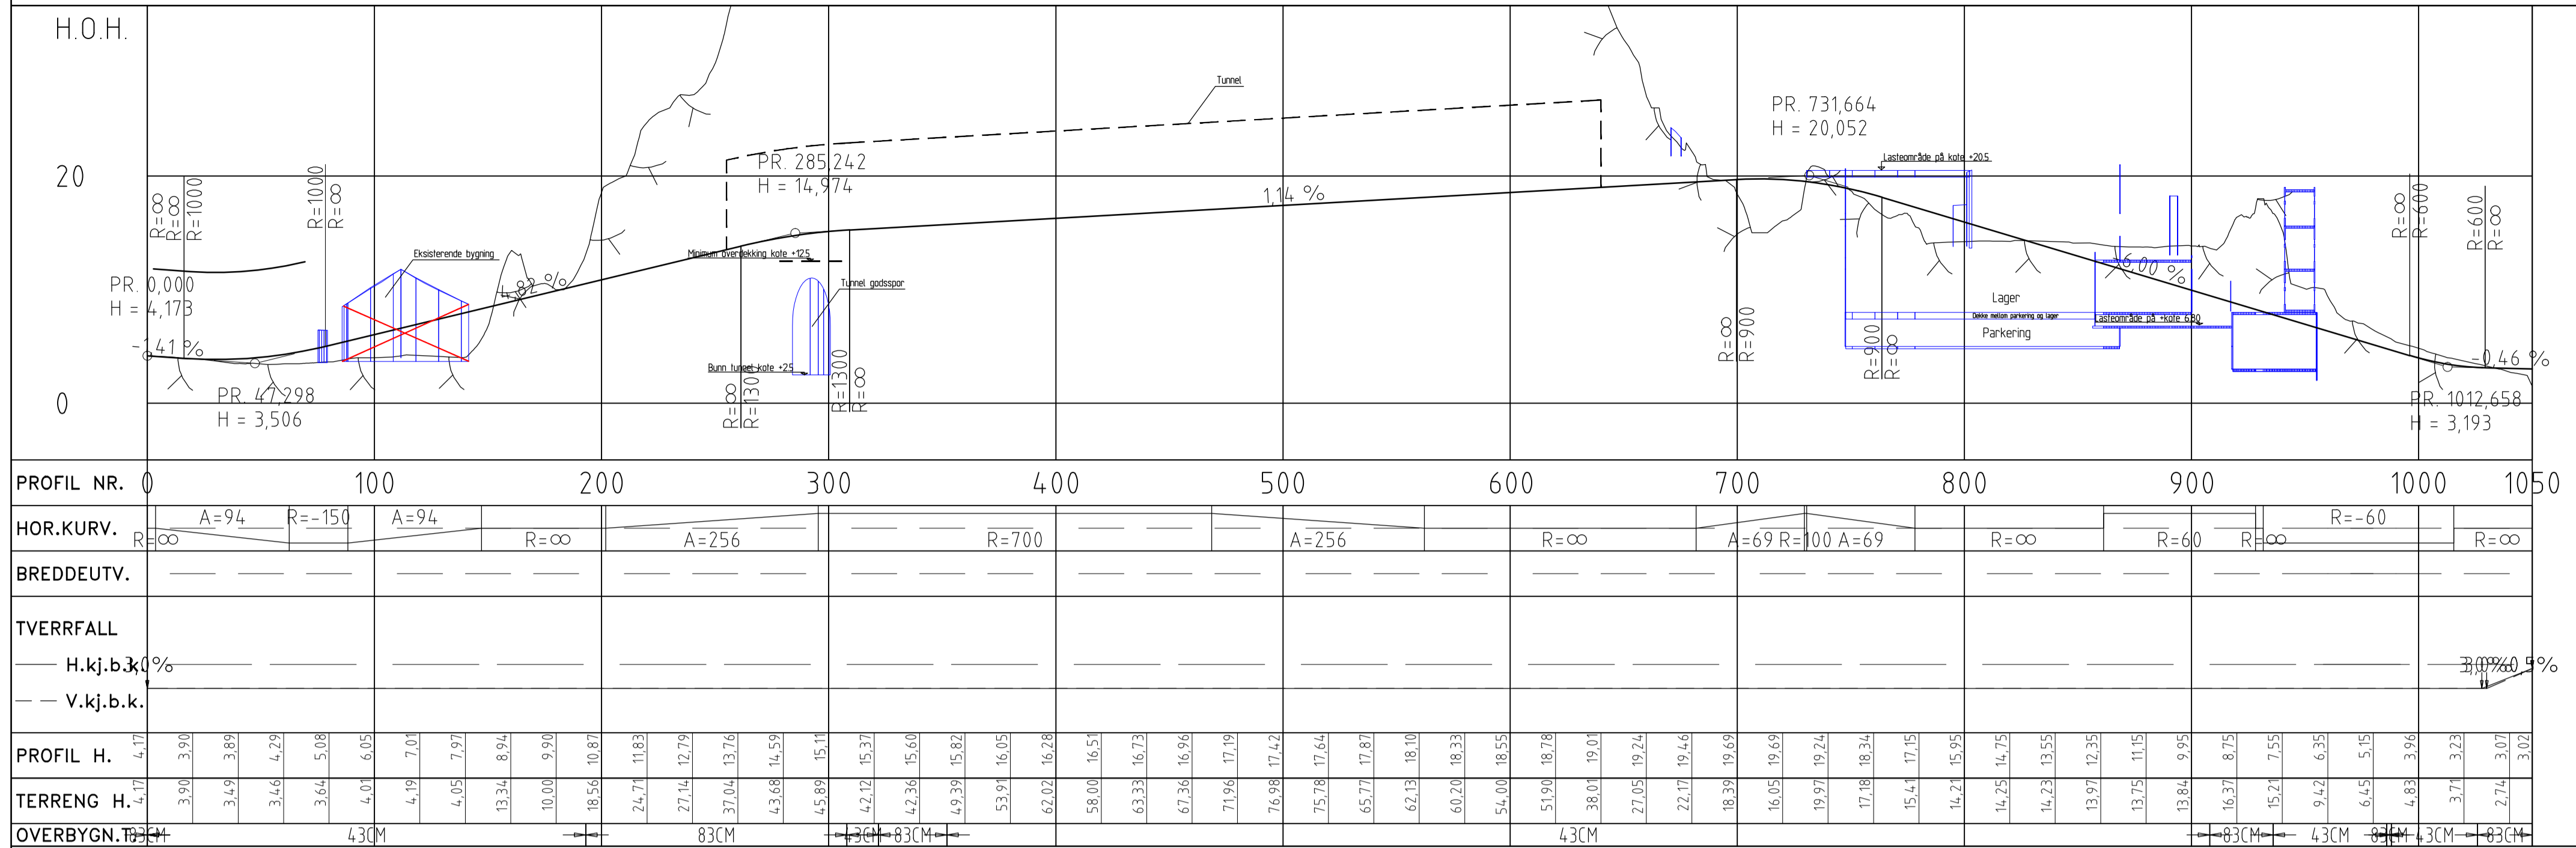 H.O.H.
20
0
R=∞
R=∞
R=1000
R=1000
R=∞
PR. 0,000
H = 4,173
-1,41 %
PR. 47,298
H = 3,506
Eksisterende bygning
4,82 %
PR. 285,242
H = 14,974
Minimum overdekking kote +12.5
Tunnel godsspor
Bunn tunnel kote +2.5
R=∞
R=1300
R=1300
R=∞
Tunnel
1,14 %
PR. 731,664
H = 20,052
Lasteområde på kote +20.5
R=∞
R=900
R=900
R=∞
Lager
Dekke mellom parkering og lager
Parkering
-6,00 %
Lasteområde på +kote 6.80
R=∞
R=600
R=600
R=∞
-0,46 %
PR. 1012,658
H = 3,193
PROFIL NR. 0 100 200 300 400 500 600 700 800 900 1000 1050
HOR.KURV. R=∞ A=94 R=-150 A=94 R=∞ A=256 R=700 A=256 R=∞ A=69 R=100 A=69 R=∞ R=60 R=∞ R=-60 R=∞
BREDDEUTV.
TVERRFALL
H.kj.b.k. 3,0% 3,0% 3,0% 0,5%
V.kj.b.k.
PROFIL H. 4,17 3,90 3,89 4,29 5,08 6,05 7,01 7,97 8,94 9,90 10,87 11,83 12,79 13,76 14,59 15,11 15,37 15,60 15,82 16,05 16,28 16,51 16,73 16,96 17,19 17,42 17,64 17,87 18,10 18,33 18,55 18,78 19,01 19,24 19,46 19,69 19,69 19,24 18,34 17,15 15,95 14,75 13,55 12,35 11,15 9,95 8,75 7,55 6,35 5,15 3,96 3,23 3,07 3,02
TERRENG H. 4,17 3,90 3,49 3,46 3,64 4,01 4,19 4,05 13,34 10,00 18,56 24,71 27,14 37,04 43,68 45,89 42,12 42,36 49,39 53,91 62,02 58,00 63,33 67,36 71,96 76,98 75,78 65,77 62,13 60,20 54,00 51,90 38,01 27,05 22,17 18,39 16,05 19,97 17,18 15,41 14,21 14,25 14,23 13,97 13,75 13,84 16,37 15,21 9,42 6,45 4,83 3,71 2,74
OVERBYGN.T. 83CM 43CM 83CM 43CM 83CM 43CM 83CM 43CM 83CM 43CM 83CM